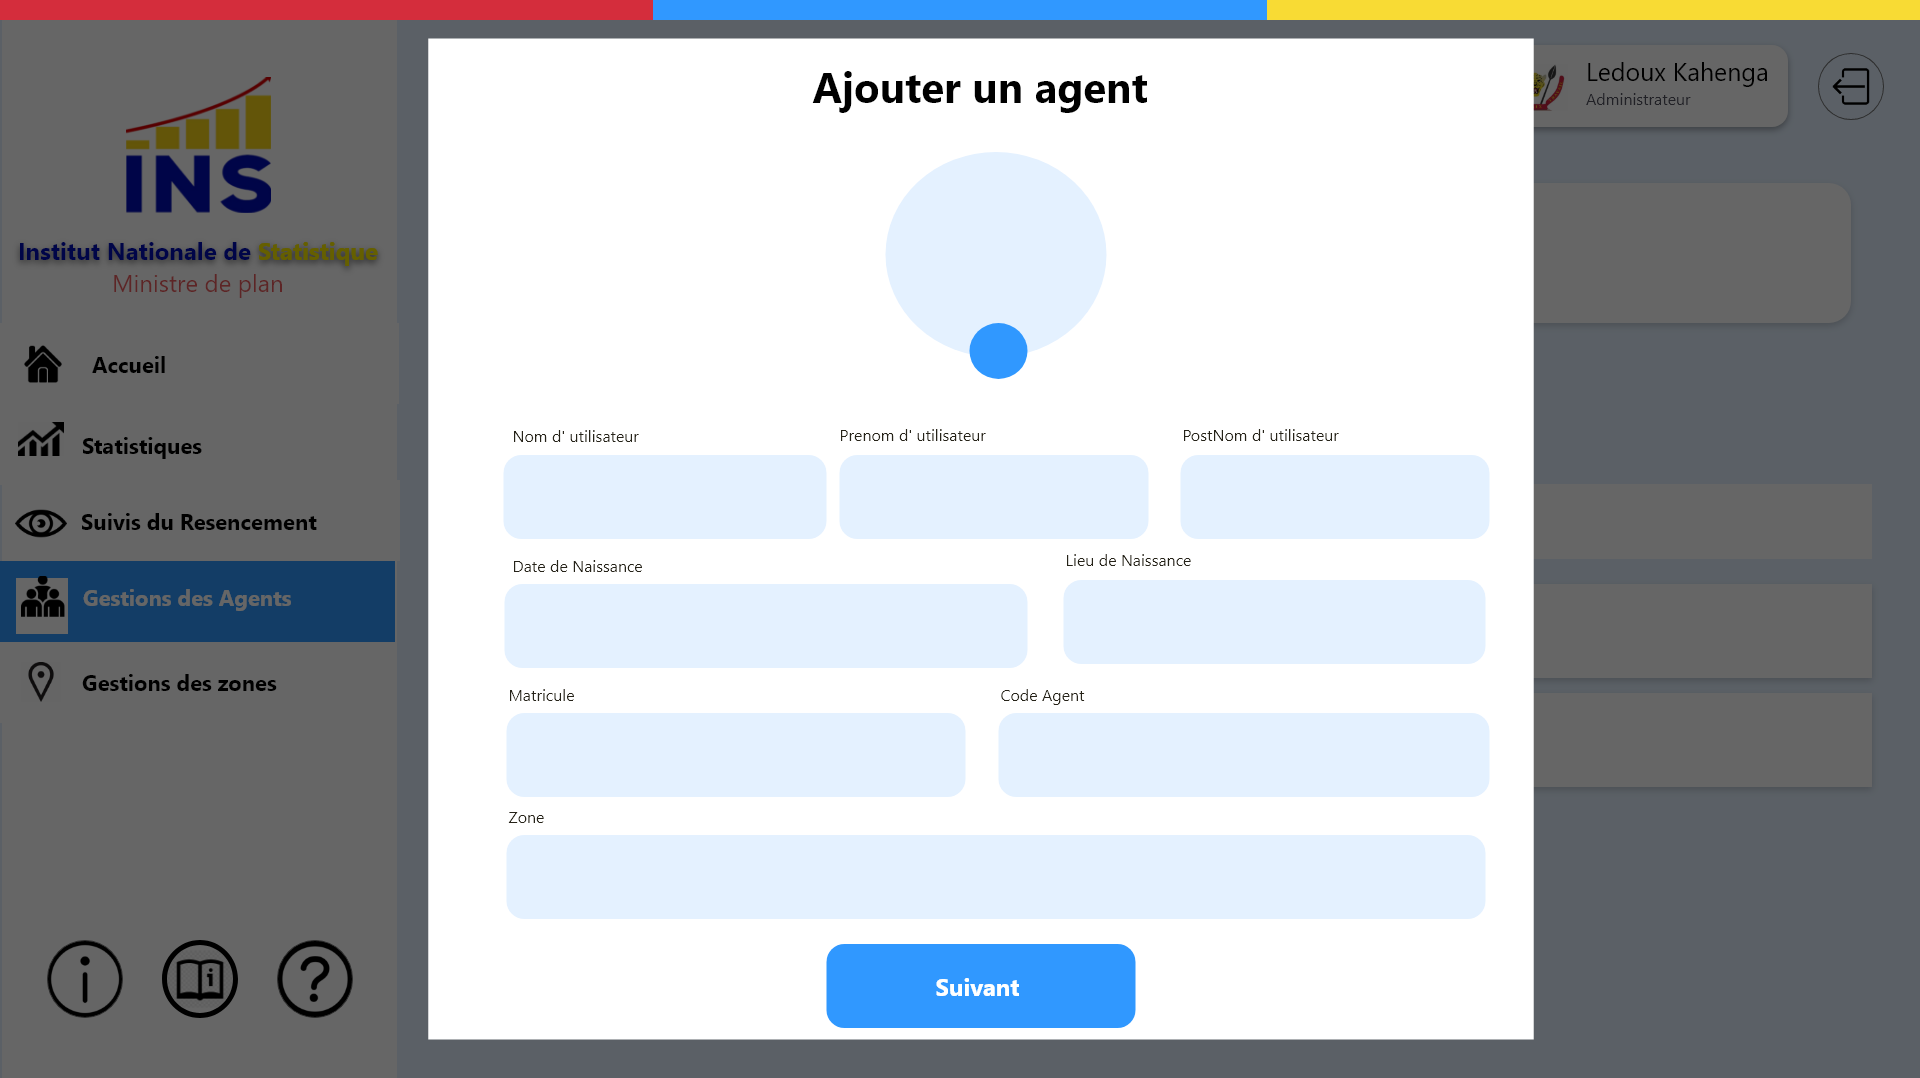 INS
Institut Nationale de Statistique
Ministre de plan
Accueil
Statistiques
Suivis du Resencement
Gestions des Agents
Gestions des zones
Ajouter un agent
Nom d' utilisateur
Prenom d' utilisateur
PostNom d' utilisateur
Date de Naissance
Lieu de Naissance
Matricule
Code Agent
Zone
Suivant
Ledoux Kahenga
Administrateur